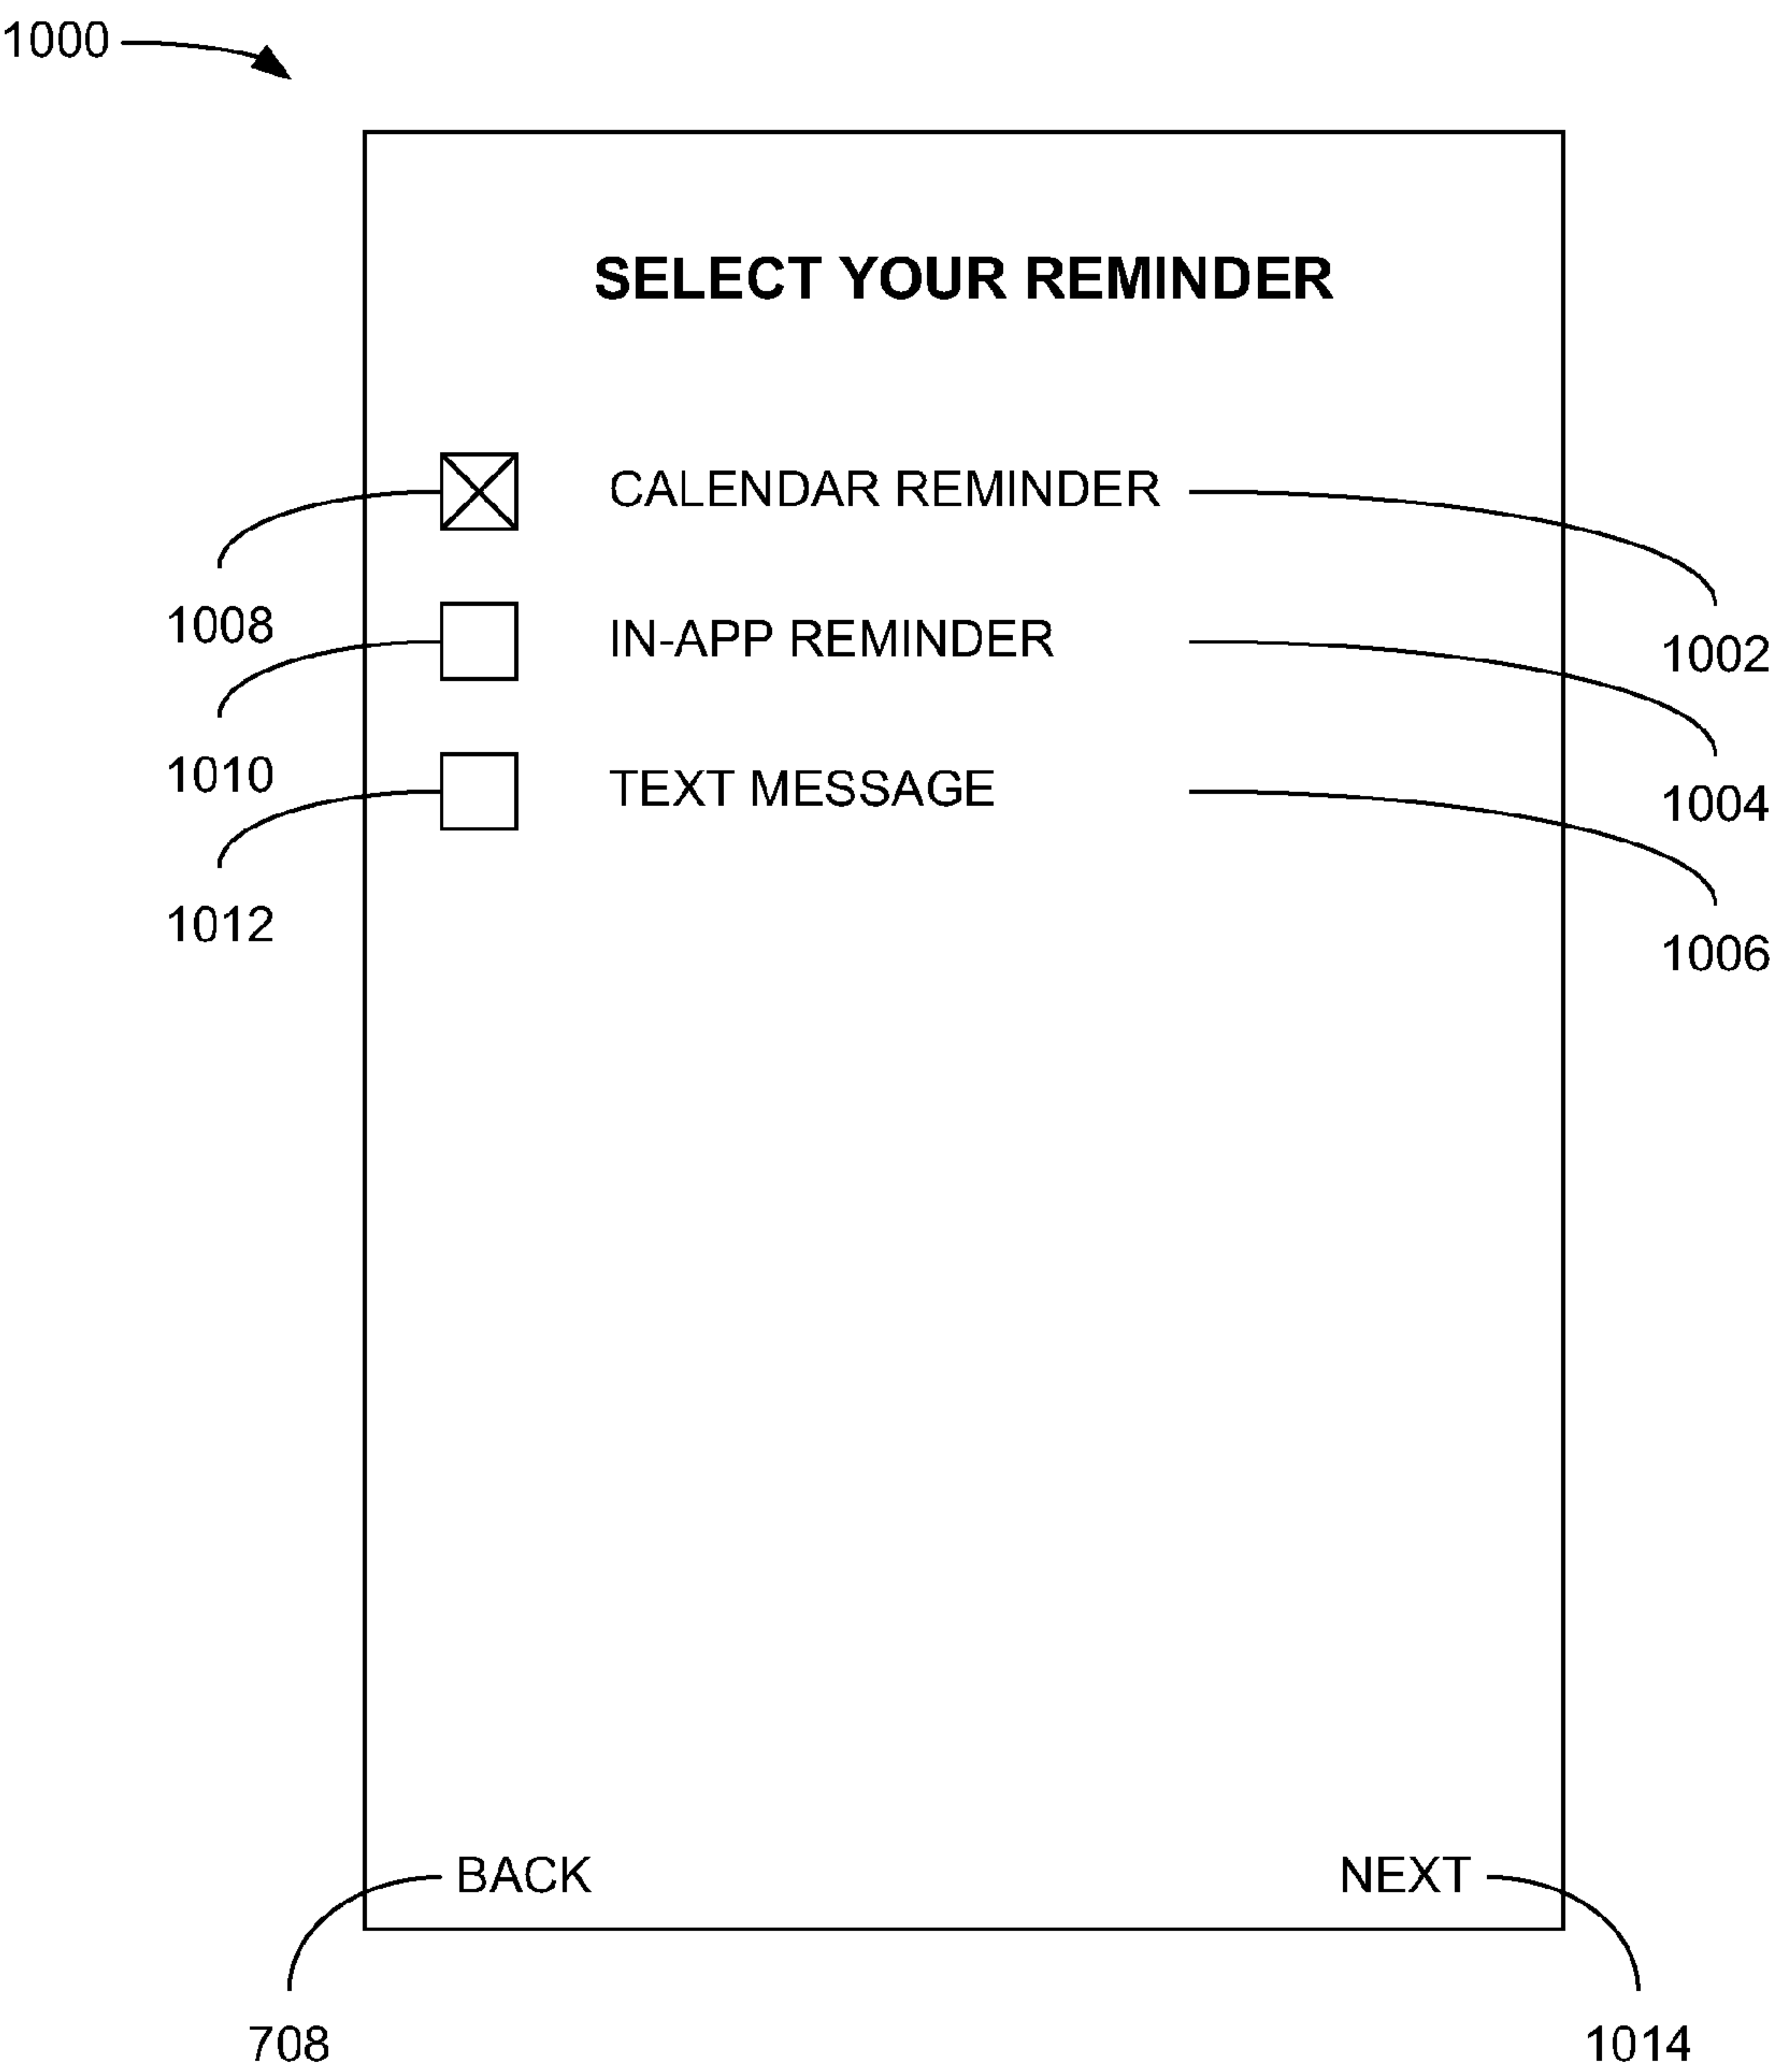 1000
SELECT YOUR REMINDER
CALENDAR REMINDER
1008
IN-APP REMINDER
1002
1010
TEXT MESSAGE
1004
1012
1006
BACK
NEXT
708
1014